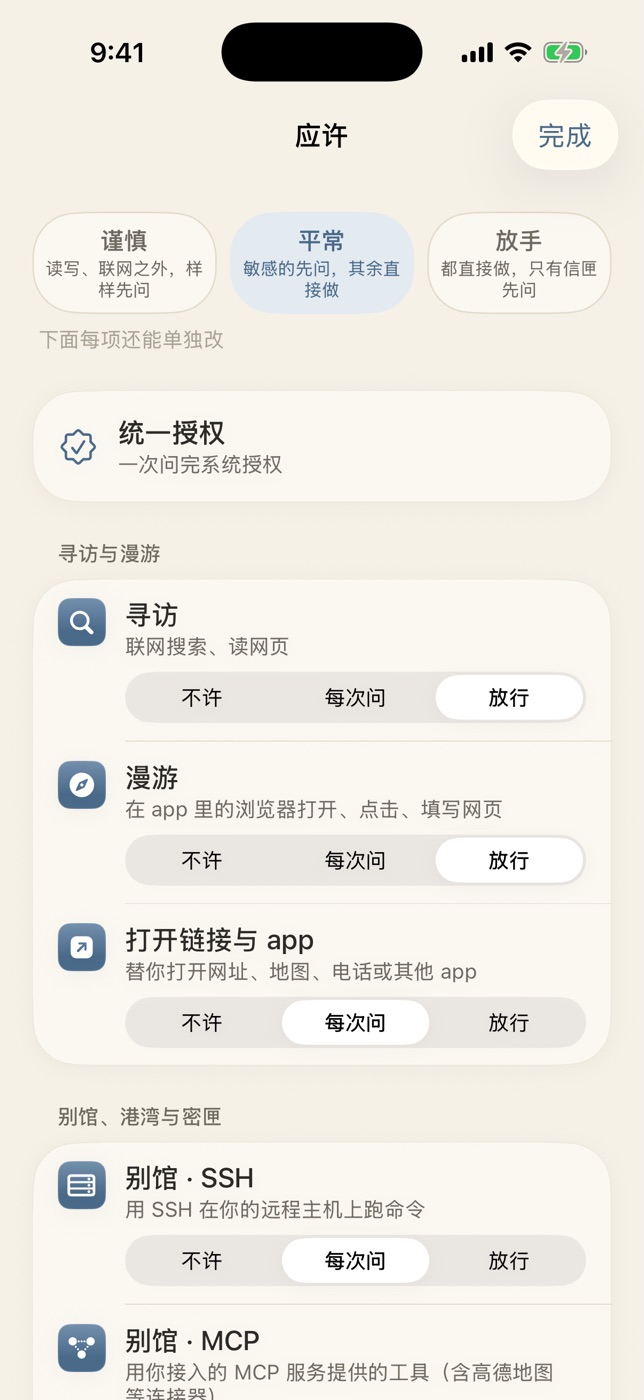 9:41
应许
完成
谨慎
读写、联网之外，样
样先问
平常
敏感的先问，其余直
接做
放手
都直接做，只有信匣
先问
下面每项还能单独改
统一授权
一次问完系统授权
寻访与漫游
寻访
联网搜索、读网页
不许 每次问 放行
漫游
在 app 里的浏览器打开、点击、填写网页
不许 每次问 放行
打开链接与 app
替你打开网址、地图、电话或其他 app
不许 每次问 放行
别馆、港湾与密匣
别馆 · SSH
用 SSH 在你的远程主机上跑命令
不许 每次问 放行
别馆 · MCP
用你接入的 MCP 服务提供的工具（含高德地图
等连接器）